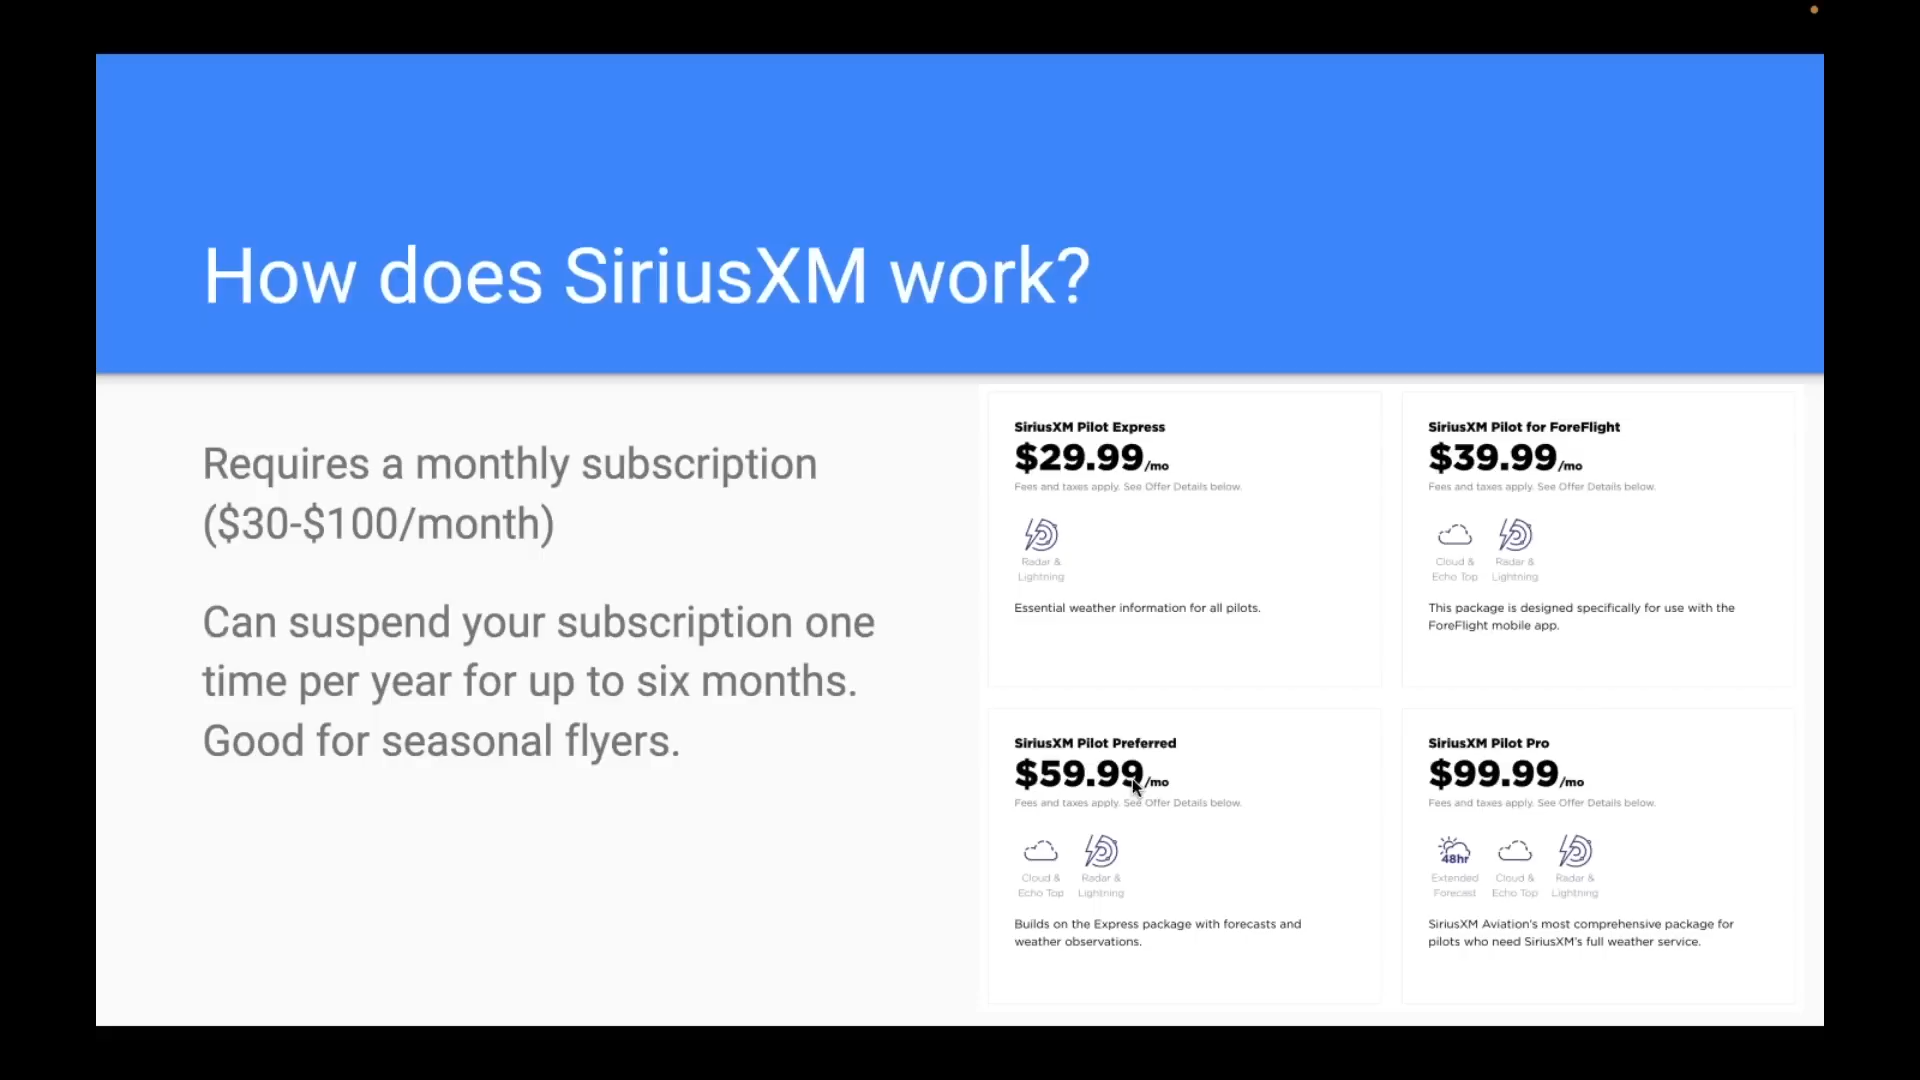 How does SiriusXM work?
Requires a monthly subscription
($30-$100/month)
Can suspend your subscription one
time per year for up to six months.
Good for seasonal flyers.
SiriusXM Pilot Express
$29.99/mo
Fees and taxes apply. See Offer Details below.
Radar &
Lightning
Essential weather information for all pilots.
SiriusXM Pilot for ForeFlight
$39.99/mo
Fees and taxes apply. See Offer Details below.
Cloud & Radar &
Echo Top Lightning
This package is designed specifically for use with the
ForeFlight mobile app.
SiriusXM Pilot Preferred
$59.99/mo
Fees and taxes apply. See Offer Details below.
Cloud & Radar &
Echo Top Lightning
Builds on the Express package with forecasts and
weather observations.
SiriusXM Pilot Pro
$99.99/mo
Fees and taxes apply. See Offer Details below.
48hr
Extended Cloud & Radar &
Forecast Echo Top Lightning
SiriusXM Aviation's most comprehensive package for
pilots who need SiriusXM's full weather service.